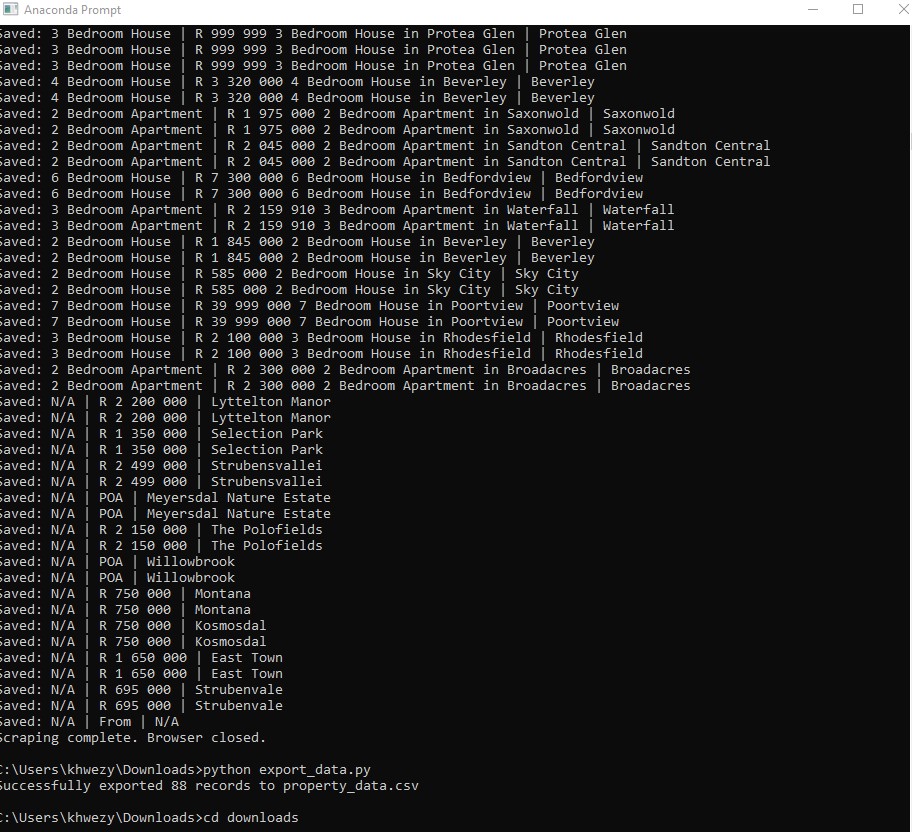 Anaconda Prompt
Saved: 3 Bedroom House | R 999 999 3 Bedroom House in Protea Glen | Protea Glen
Saved: 3 Bedroom House | R 999 999 3 Bedroom House in Protea Glen | Protea Glen
Saved: 3 Bedroom House | R 999 999 3 Bedroom House in Protea Glen | Protea Glen
Saved: 4 Bedroom House | R 3 320 000 4 Bedroom House in Beverley | Beverley
Saved: 4 Bedroom House | R 3 320 000 4 Bedroom House in Beverley | Beverley
Saved: 2 Bedroom Apartment | R 1 975 000 2 Bedroom Apartment in Saxonwold | Saxonwold
Saved: 2 Bedroom Apartment | R 1 975 000 2 Bedroom Apartment in Saxonwold | Saxonwold
Saved: 2 Bedroom Apartment | R 2 045 000 2 Bedroom Apartment in Sandton Central | Sandton Central
Saved: 2 Bedroom Apartment | R 2 045 000 2 Bedroom Apartment in Sandton Central | Sandton Central
Saved: 6 Bedroom House | R 7 300 000 6 Bedroom House in Bedfordview | Bedfordview
Saved: 6 Bedroom House | R 7 300 000 6 Bedroom House in Bedfordview | Bedfordview
Saved: 3 Bedroom Apartment | R 2 159 910 3 Bedroom Apartment in Waterfall | Waterfall
Saved: 3 Bedroom Apartment | R 2 159 910 3 Bedroom Apartment in Waterfall | Waterfall
Saved: 2 Bedroom House | R 1 845 000 2 Bedroom House in Beverley | Beverley
Saved: 2 Bedroom House | R 1 845 000 2 Bedroom House in Beverley | Beverley
Saved: 2 Bedroom House | R 585 000 2 Bedroom House in Sky City | Sky City
Saved: 2 Bedroom House | R 585 000 2 Bedroom House in Sky City | Sky City
Saved: 7 Bedroom House | R 39 999 000 7 Bedroom House in Poortview | Poortview
Saved: 7 Bedroom House | R 39 999 000 7 Bedroom House in Poortview | Poortview
Saved: 3 Bedroom House | R 2 100 000 3 Bedroom House in Rhodesfield | Rhodesfield
Saved: 3 Bedroom House | R 2 100 000 3 Bedroom House in Rhodesfield | Rhodesfield
Saved: 2 Bedroom Apartment | R 2 300 000 2 Bedroom Apartment in Broadacres | Broadacres
Saved: 2 Bedroom Apartment | R 2 300 000 2 Bedroom Apartment in Broadacres | Broadacres
Saved: N/A | R 2 200 000 | Lyttelton Manor
Saved: N/A | R 2 200 000 | Lyttelton Manor
Saved: N/A | R 1 350 000 | Selection Park
Saved: N/A | R 1 350 000 | Selection Park
Saved: N/A | R 2 499 000 | Strubensvallei
Saved: N/A | R 2 499 000 | Strubensvallei
Saved: N/A | POA | Meyersdal Nature Estate
Saved: N/A | POA | Meyersdal Nature Estate
Saved: N/A | R 2 150 000 | The Polofields
Saved: N/A | R 2 150 000 | The Polofields
Saved: N/A | POA | Willowbrook
Saved: N/A | POA | Willowbrook
Saved: N/A | R 750 000 | Montana
Saved: N/A | R 750 000 | Montana
Saved: N/A | R 750 000 | Kosmosdal
Saved: N/A | R 750 000 | Kosmosdal
Saved: N/A | R 1 650 000 | East Town
Saved: N/A | R 1 650 000 | East Town
Saved: N/A | R 695 000 | Strubenvale
Saved: N/A | R 695 000 | Strubenvale
Saved: N/A | From | N/A
Scraping complete. Browser closed.
C:\Users\khwezy\Downloads>python export_data.py
Successfully exported 88 records to property_data.csv
C:\Users\khwezy\Downloads>cd downloads